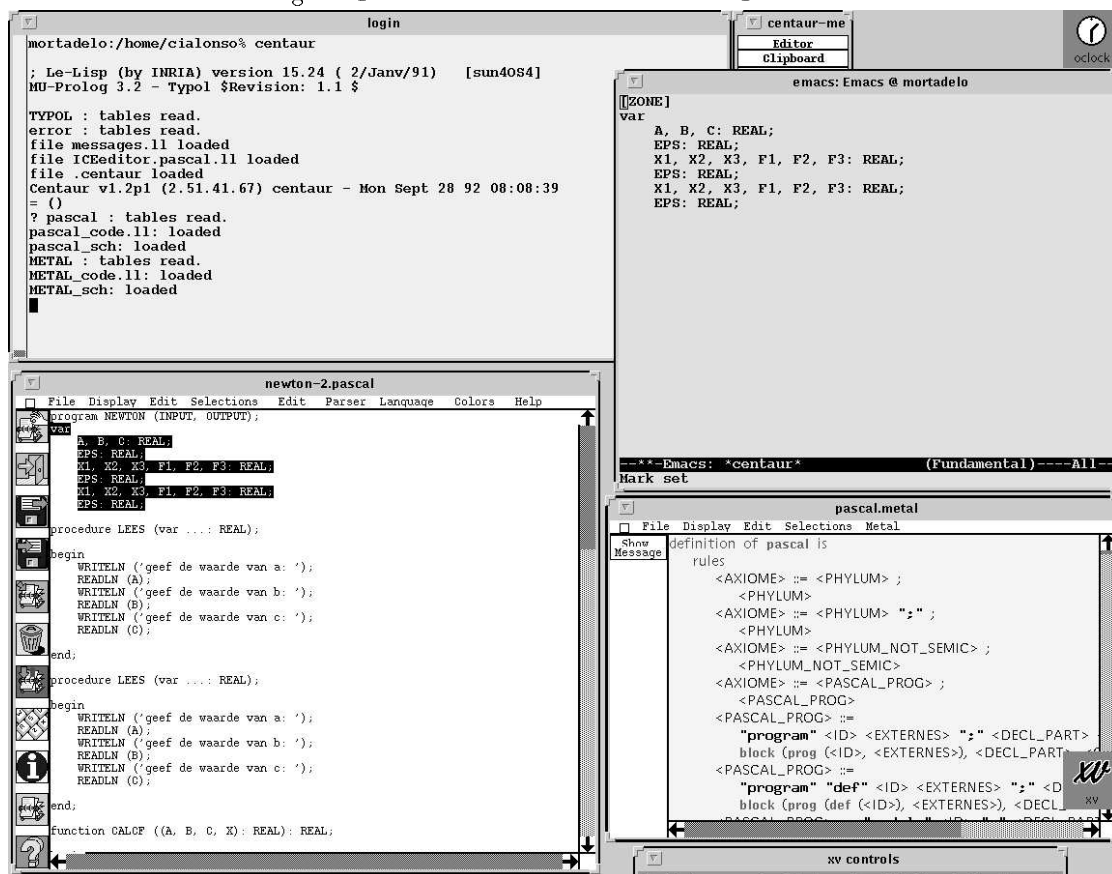 login
mortadelo:/home/cialonso% centaur
; Le-Lisp (by INRIA) version 15.24 ( 2/Janv/91)   [sun4OS4]
MU-Prolog 3.2 - Typol $Revision: 1.1 $
TYPOL : tables read.
error : tables read.
file messages.ll loaded
file ICEeditor.pascal.ll loaded
file .centaur loaded
Centaur v1.2p1 (2.51.41.67) centaur - Mon Sept 28 92 08:08:39
= ()
? pascal : tables read.
pascal_code.ll: loaded
pascal_sch: loaded
METAL : tables read.
METAL_code.ll: loaded
METAL_sch: loaded
centaur-me
Editor
Clipboard
oclock
emacs: Emacs @ mortadelo
[ZONE]
var
A, B, C: REAL;
EPS: REAL;
X1, X2, X3, F1, F2, F3: REAL;
EPS: REAL;
X1, X2, X3, F1, F2, F3: REAL;
EPS: REAL;
--**-Emacs: *centaur*                (Fundamental)----All--
Mark set
newton-2.pascal
File Display Edit Selections Edit Parser Language Colors Help
program NEWTON (INPUT, OUTPUT);
var
A, B, C: REAL;
EPS: REAL;
X1, X2, X3, F1, F2, F3: REAL;
EPS: REAL;
X1, X2, X3, F1, F2, F3: REAL;
EPS: REAL;
procedure LEES (var ...: REAL);
begin
WRITELN ('geef de waarde van a: ');
READLN (A);
WRITELN ('geef de waarde van b: ');
READLN (B);
WRITELN ('geef de waarde van c: ');
READLN (C);
end;
procedure LEES (var ...: REAL);
begin
WRITELN ('geef de waarde van a: ');
READLN (A);
WRITELN ('geef de waarde van b: ');
READLN (B);
WRITELN ('geef de waarde van c: ');
READLN (C);
end;
function CALCF ((A, B, C, X): REAL): REAL;
pascal.metal
File Display Edit Selections Metal
Show
Message
definition of pascal is
rules
<AXIOME> ::= <PHYLUM> ;
<PHYLUM>
<AXIOME> ::= <PHYLUM> ";" ;
<PHYLUM>
<AXIOME> ::= <PHYLUM_NOT_SEMIC> ;
<PHYLUM_NOT_SEMIC>
<AXIOME> ::= <PASCAL_PROG> ;
<PASCAL_PROG>
<PASCAL_PROG> ::=
"program" <ID> <EXTERNES> ";" <DECL_PART>
block (prog (<ID>, <EXTERNES>), <DECL_PART>
<PASCAL_PROG> ::=
"program" "def" <ID> <EXTERNES> ";" <D
block (prog (def (<ID>), <EXTERNES>), <DECL_
xv
xv
xv controls